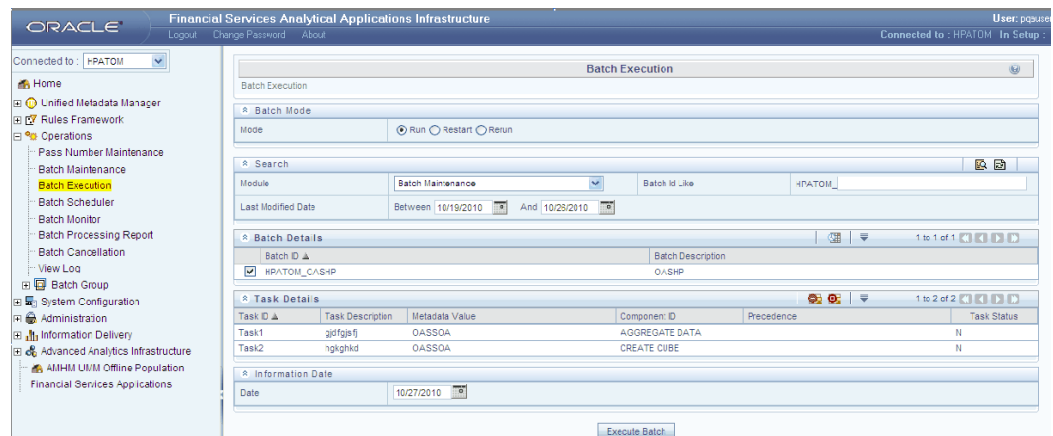 ORACLE
Financial Services Analytical Applications Infrastructure
User: pqsuser
Logout Change Password About
Connected to : HPATOM In Setup :
Connected to : HPATOM
Home
Unified Metadata Manager
Rules Framework
Operations
Pass Number Maintenance
Batch Maintenance
Batch Execution
Batch Scheduler
Batch Monitor
Batch Processing Report
Batch Cancellation
View Log
Batch Group
System Configuration
Administration
Information Delivery
Advanced Analytics Infrastructure
AMHM UMM Offline Population
Financial Services Applications
Batch Execution
Batch Execution
Batch Mode
Mode Run Restart Rerun
Search
Module Batch Maintenance Batch Id Like HPATOM_
Last Modified Date Between 10/19/2010 And 10/26/2010
Batch Details 1 to 1 of 1
Batch ID Batch Description
HPATOM_OASHP OASHP
Task Details 1 to 2 of 2
Task ID Task Description Metadata Value Component ID Precedence Task Status
Task1 gjdfgjsfj OASSOA AGGREGATE DATA N
Task2 OASSOA CREATE CUBE N
Information Date
Date 10/27/2010
Execute Batch